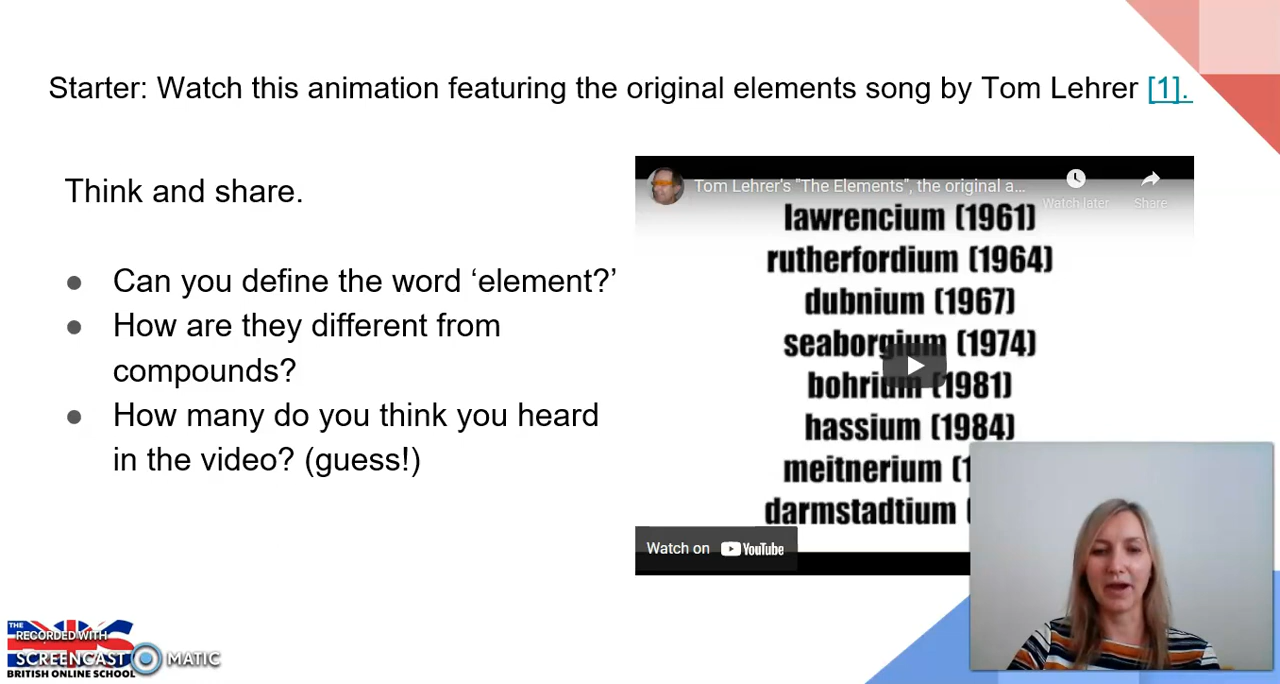 Starter: Watch this animation featuring the original elements song by Tom Lehrer [1].
Think and share.
● Can you define the word ‘element?’
● How are they different from
compounds?
● How many do you think you heard
in the video? (guess!)
Tom Lehrer's "The Elements", the original a...
Watch later
Share
lawrencium (1961)
rutherfordium (1964)
dubnium (1967)
seaborgium (1974)
bohrium (1981)
hassium (1984)
meitnerium (1
darmstadtium (
Watch on YouTube
THE
RECORDED WITH
SCREENCAST MATIC
BRITISH ONLINE SCHOOL